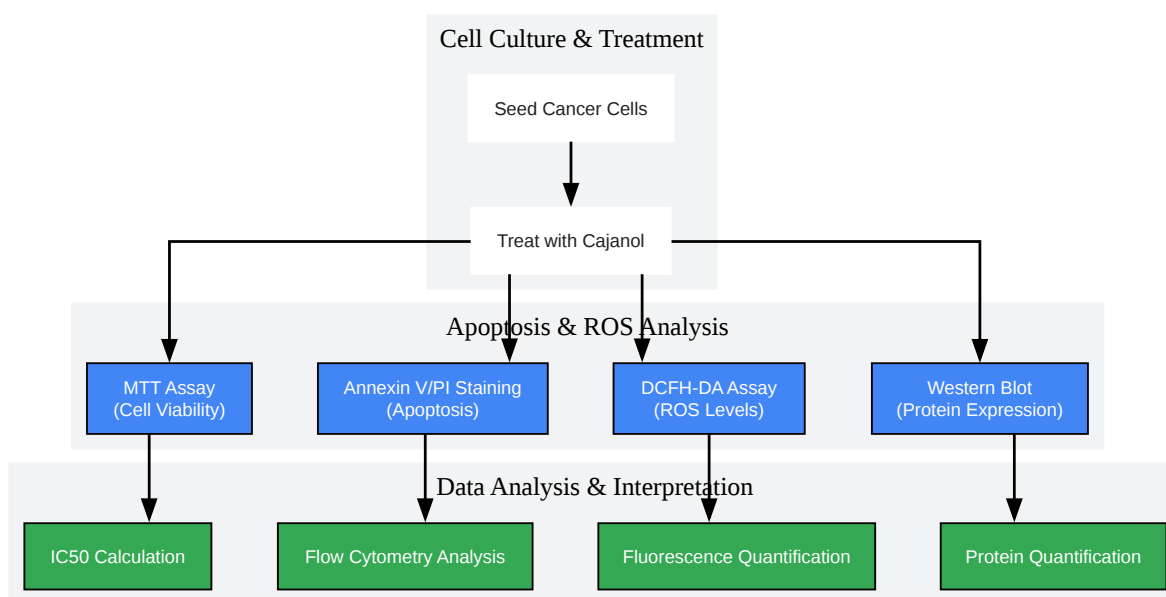 Cell Culture & Treatment
Seed Cancer Cells
Treat with Cajanol
Apoptosis & ROS Analysis
MTT Assay
(Cell Viability)
Annexin V/PI Staining
(Apoptosis)
DCFH-DA Assay
(ROS Levels)
Western Blot
(Protein Expression)
Data Analysis & Interpretation
IC50 Calculation
Flow Cytometry Analysis
Fluorescence Quantification
Protein Quantification